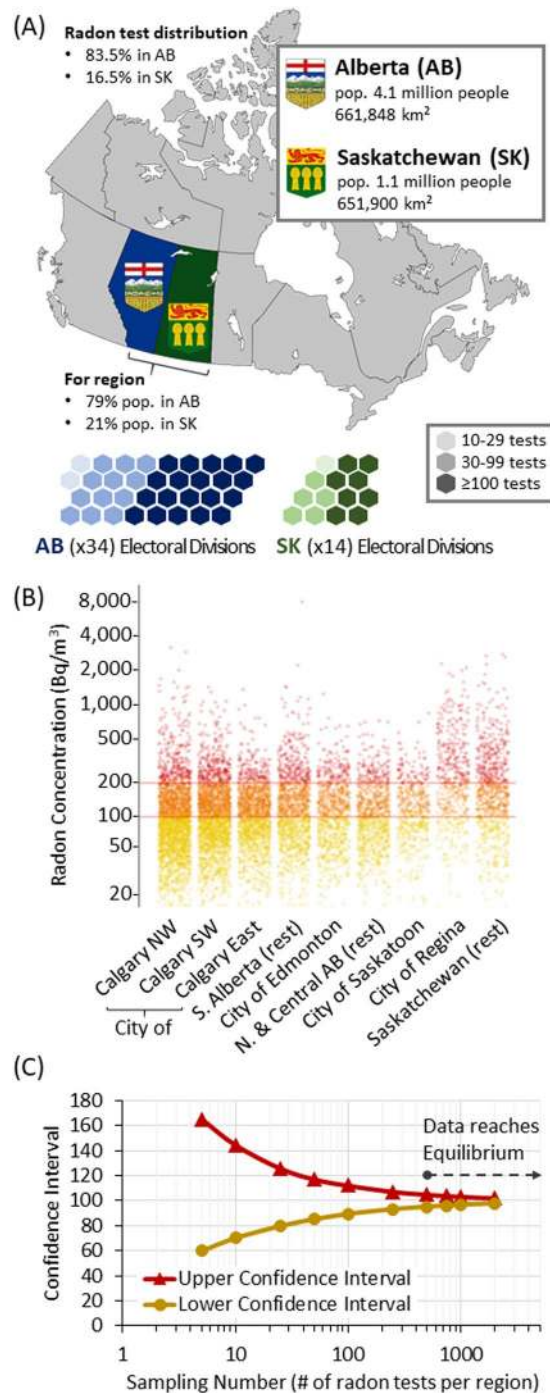 (A)
Radon test distribution
• 83.5% in AB
• 16.5% in SK
Alberta (AB)
pop. 4.1 million people
661,848 km²
Saskatchewan (SK)
pop. 1.1 million people
651,900 km²
For region
• 79% pop. in AB
• 21% pop. in SK
10-29 tests
30-99 tests
≥100 tests
AB (x34) Electoral Divisions
SK (x14) Electoral Divisions
(B)
Radon Concentration (Bq/m³)
8,000
4,000
2,000
1,000
500
200
100
50
20
Calgary NW
Calgary SW
Calgary East
S. Alberta (rest)
City of Edmonton
N. & Central AB (rest)
City of Saskatoon
City of Regina
Saskatchewan (rest)
City of
(C)
Confidence Interval
180
160
140
120
100
80
60
40
20
0
Data reaches
Equilibrium
Upper Confidence Interval
Lower Confidence Interval
1
10
100
1000
Sampling Number (# of radon tests per region)